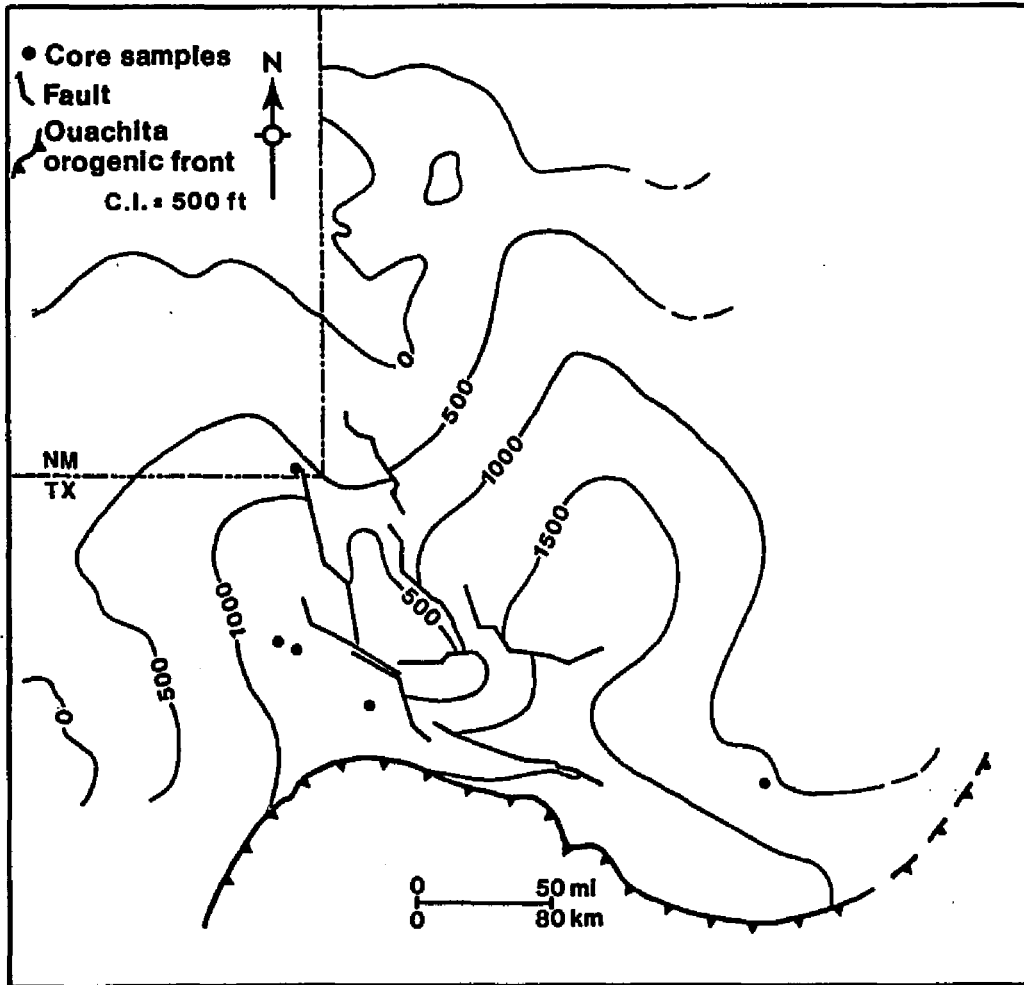 Core samples
N
Fault
Ouachita
orogenic front
C.I. = 500 ft
0
500
1000
NM
TX
1500
500
1000
500
0
0 50 mi
0 80 km